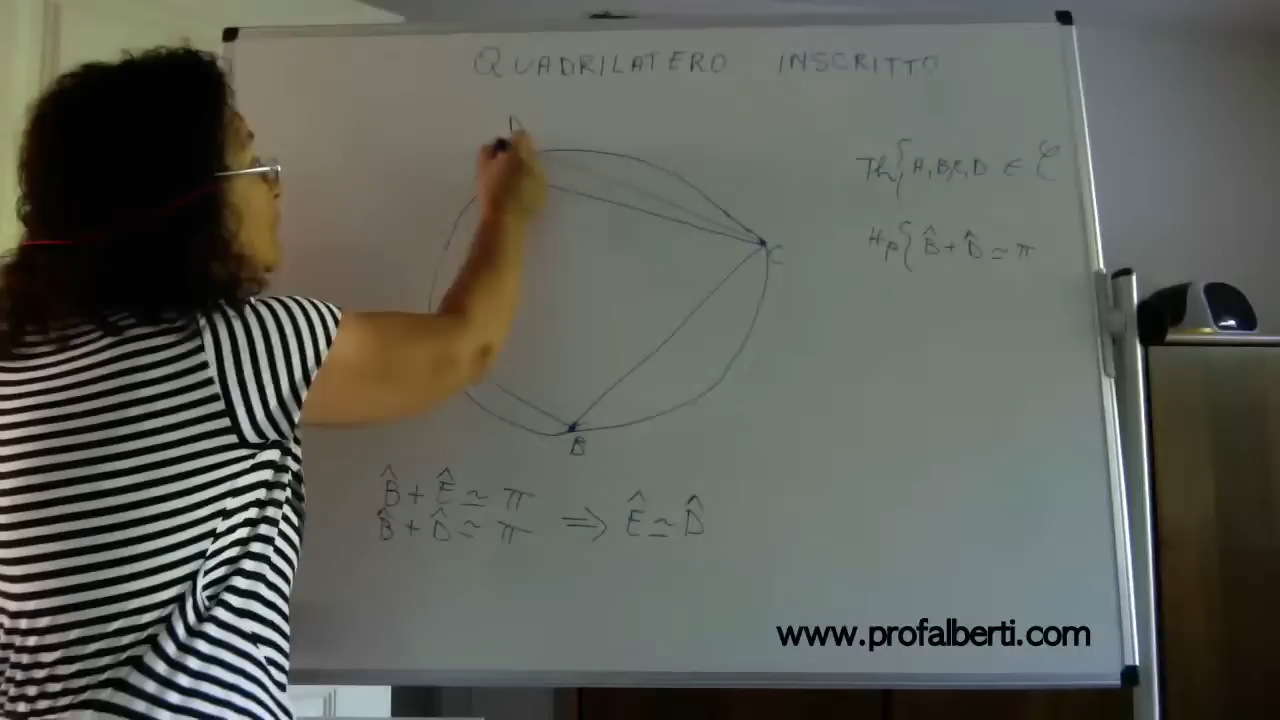 QUADRILATERO INSCRITTO
D
Th{ A, B, C, D ∈ 𝒞
C
Hp{ B̂ + D̂ ≃ π
B
B̂ + Ê ≃ π
B̂ + D̂ ≃ π ⇒ Ê ≃ D̂
www.profalberti.com